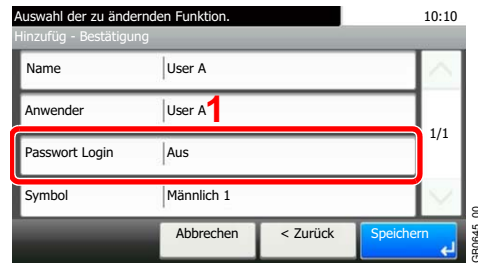 Auswahl der zu ändernden Funktion. 10:10
Hinzufüg - Bestätigung
Name User A
Anwender User A 1
1/1
Passwort Login Aus
Symbol Männlich 1
Abbrechen < Zurück Speichern
GB0645_00